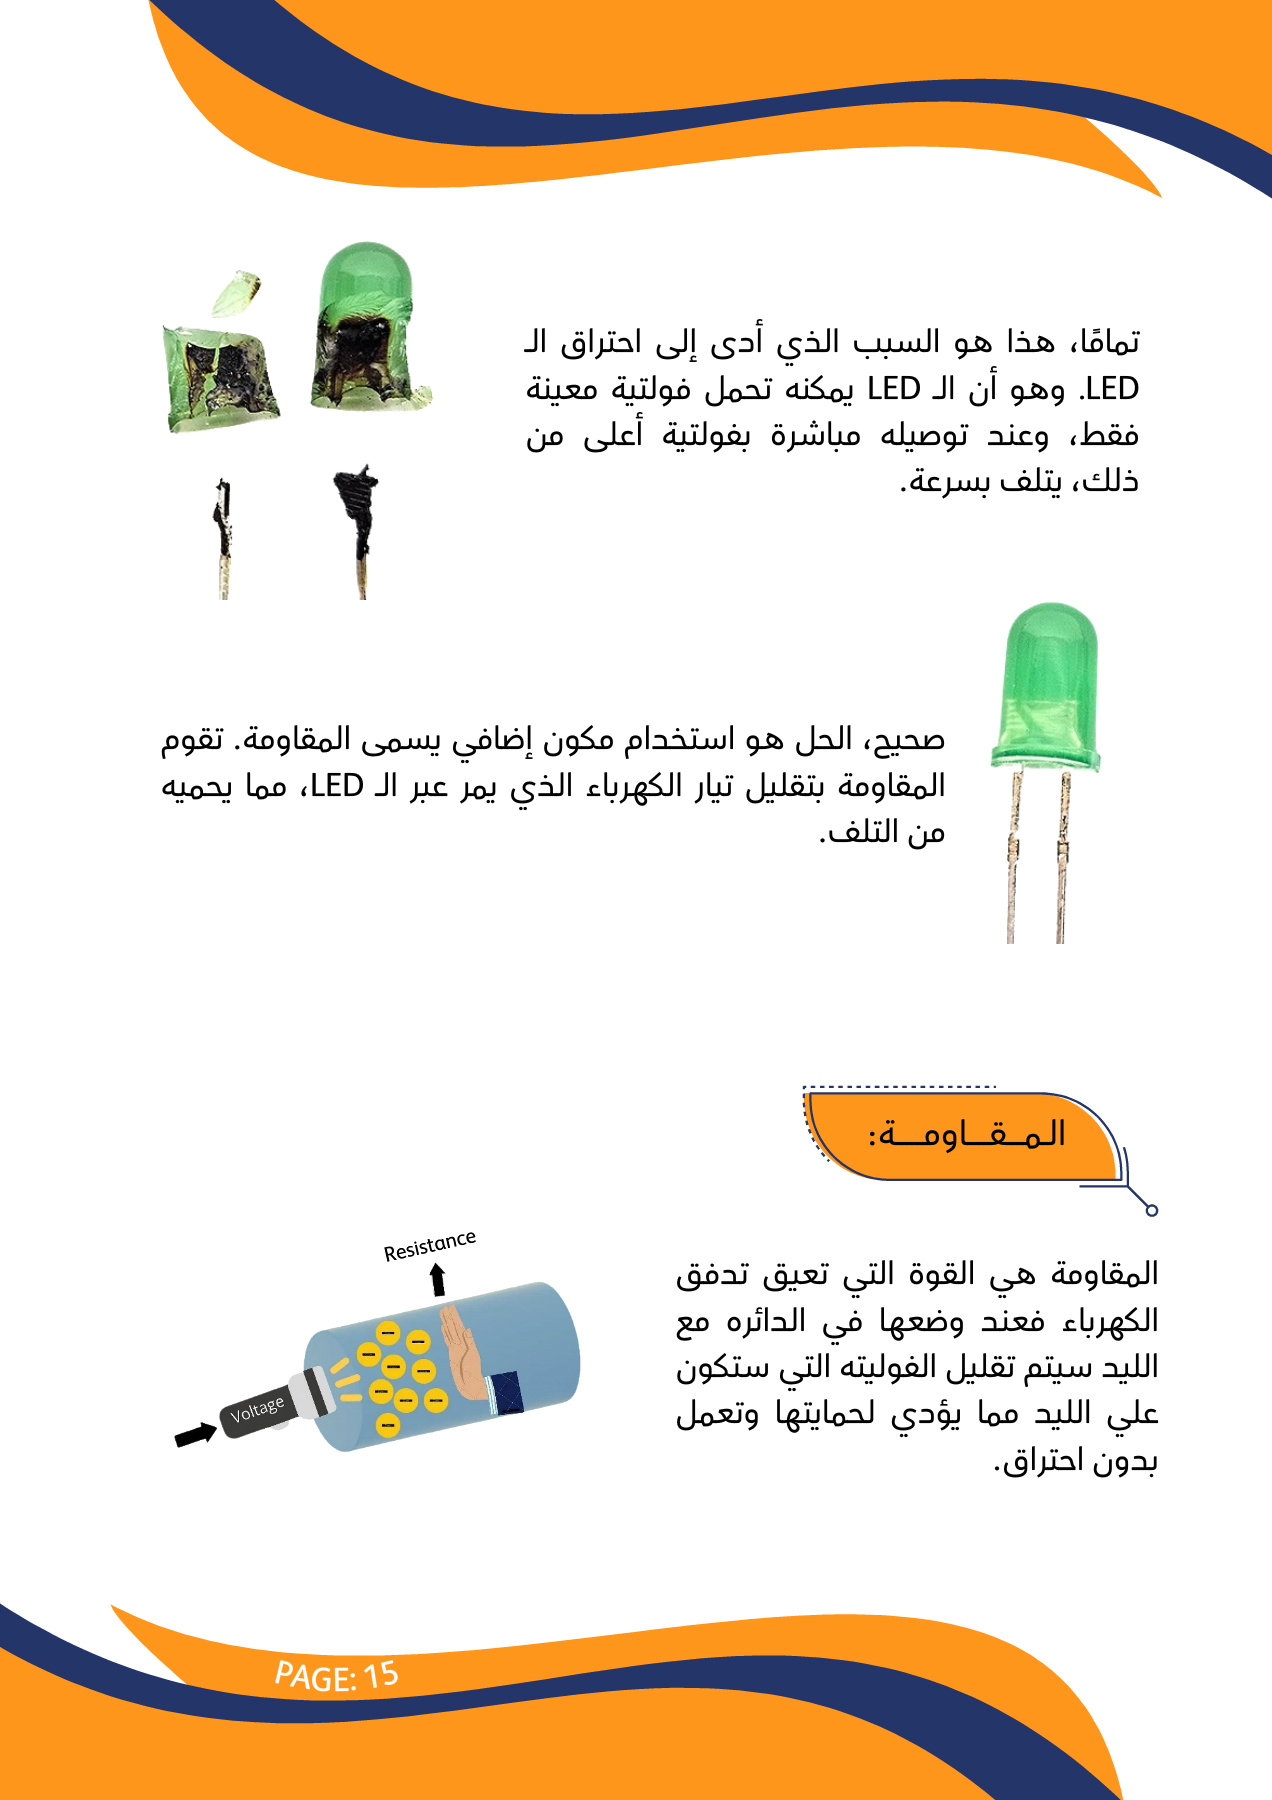 تمامًا، هذا هو السبب الذي أدى إلى احتراق الـ
LED. وهو أن الـ LED يمكنه تحمل فولتية معينة
فقط، وعند توصيله مباشرة بفولتية أعلى من
ذلك، يتلف بسرعة.
صحيح، الحل هو استخدام مكون إضافي يسمى المقاومة. تقوم
المقاومة بتقليل تيار الكهرباء الذي يمر عبر الـ LED، مما يحميه
من التلف.
الـمـــقـــاومـــــة:
المقاومة هي القوة التي تعيق تدفق
الكهرباء فعند وضعها في الدائره مع
الليد سيتم تقليل الفوليته التي ستكون
علي الليد مما يؤدي لحمايتها وتعمل
بدون احتراق.
Resistance
Voltage
PAGE: 15